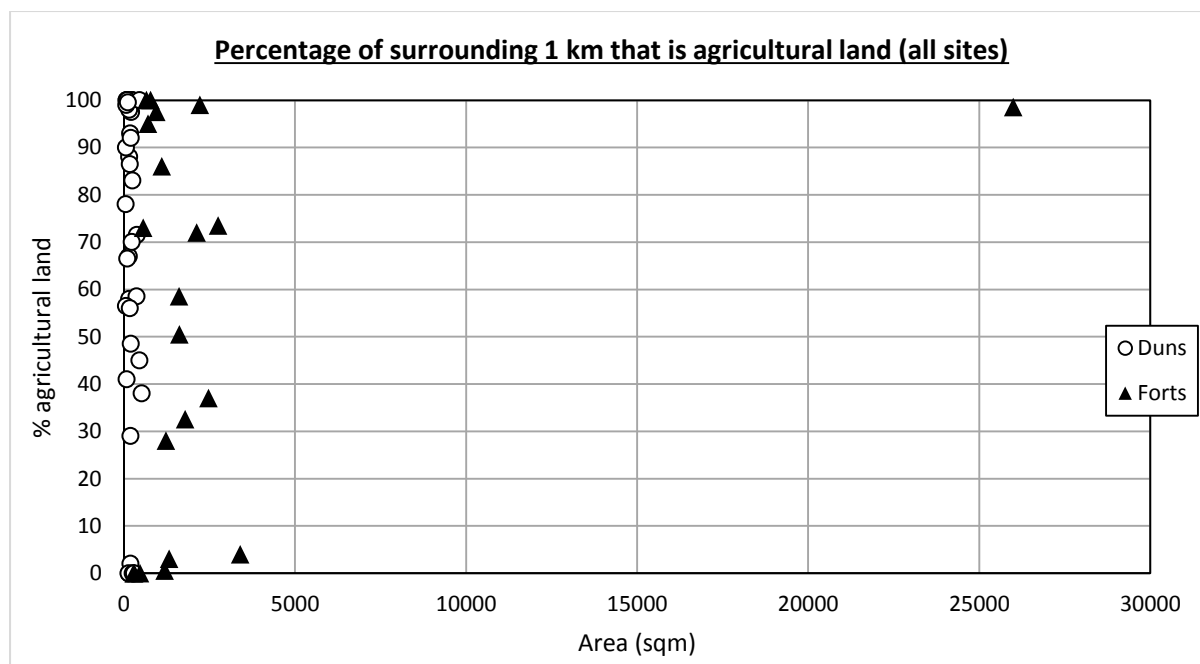 Percentage of surrounding 1 km that is agricultural land (all sites)
100
90
80
70
60
50
40
30
20
10
0
% agricultural land
0 5000 10000 15000 20000 25000 30000
Area (sqm)
Duns
Forts